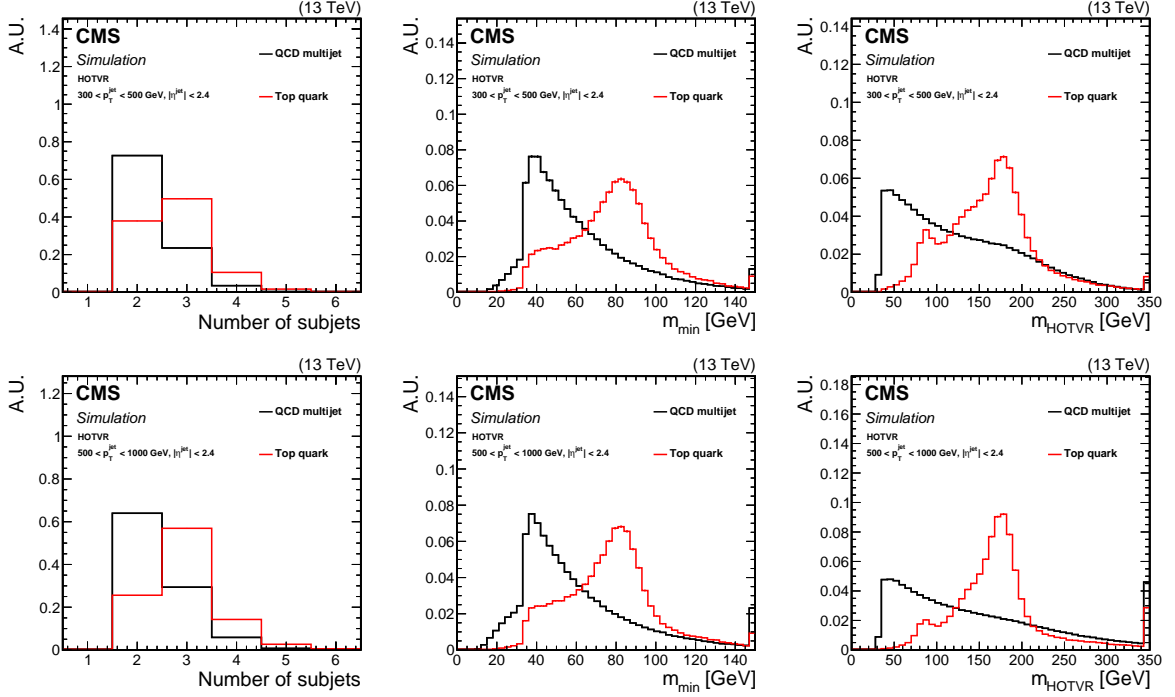 (13 TeV)
A.U.
1.4
1.2
1
0.8
0.6
0.4
0.2
0
CMS
Simulation
HOTVR
300 < p_T^jet < 500 GeV, |η^jet| < 2.4
QCD multijet
Top quark
1 2 3 4 5 6
Number of subjets
(13 TeV)
A.U.
0.14
0.12
0.1
0.08
0.06
0.04
0.02
0
CMS
Simulation
HOTVR
300 < p_T^jet < 500 GeV, |η^jet| < 2.4
QCD multijet
Top quark
0 20 40 60 80 100 120 140
m_min [GeV]
(13 TeV)
A.U.
0.14
0.12
0.1
0.08
0.06
0.04
0.02
0
CMS
Simulation
HOTVR
300 < p_T^jet < 500 GeV, |η^jet| < 2.4
QCD multijet
Top quark
0 50 100 150 200 250 300 350
m_HOTVR [GeV]
(13 TeV)
A.U.
1.2
1
0.8
0.6
0.4
0.2
0
CMS
Simulation
HOTVR
500 < p_T^jet < 1000 GeV, |η^jet| < 2.4
QCD multijet
Top quark
1 2 3 4 5 6
Number of subjets
(13 TeV)
A.U.
0.14
0.12
0.1
0.08
0.06
0.04
0.02
0
CMS
Simulation
HOTVR
500 < p_T^jet < 1000 GeV, |η^jet| < 2.4
QCD multijet
Top quark
0 20 40 60 80 100 120 140
m_min [GeV]
(13 TeV)
A.U.
0.18
0.16
0.14
0.12
0.1
0.08
0.06
0.04
0.02
0
CMS
Simulation
HOTVR
500 < p_T^jet < 1000 GeV, |η^jet| < 2.4
QCD multijet
Top quark
0 50 100 150 200 250 300 350
m_HOTVR [GeV]